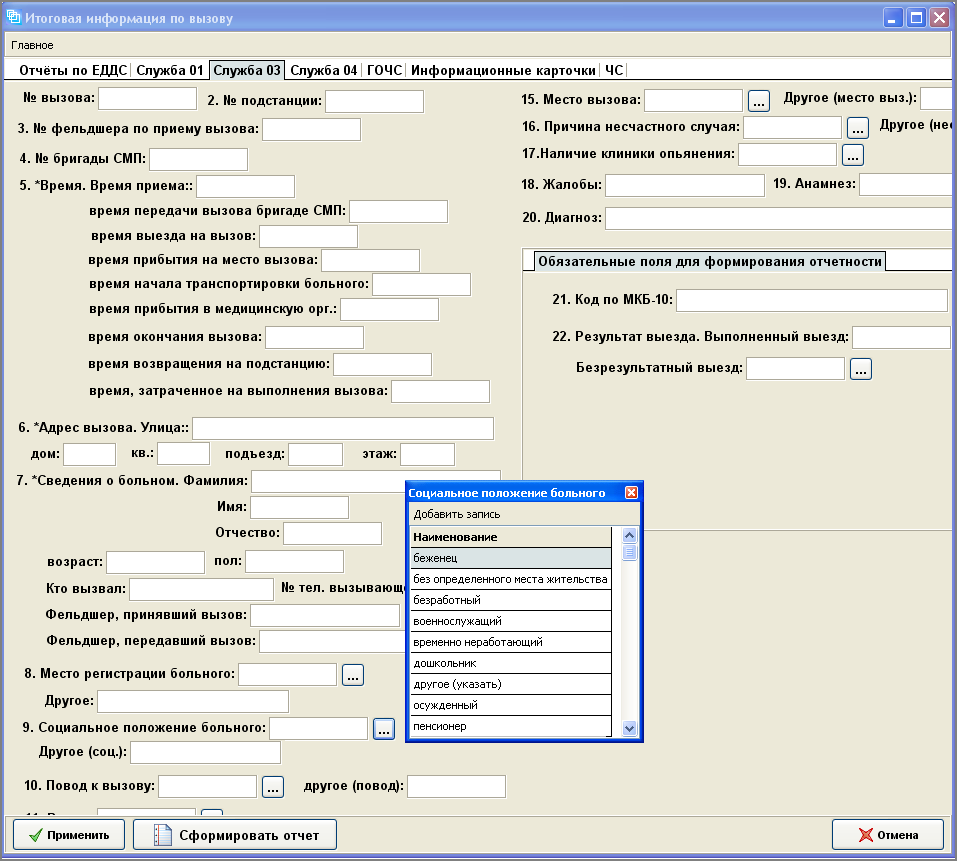 Итоговая информация по вызову
Главное
Отчёты по ЕДДС Служба 01 Служба 03 Служба 04 ГОЧС Информационные карточки ЧС
№ вызова: 2. № подстанции:
3. № фельдшера по приему вызова:
4. № бригады СМП:
5. *Время. Время приема::
время передачи вызова бригаде СМП:
время выезда на вызов:
время прибытия на место вызова:
время начала транспортировки больного:
время прибытия в медицинскую орг.:
время окончания вызова:
время возвращения на подстанцию:
время, затраченное на выполнения вызова:
6. *Адрес вызова. Улица::
дом: кв.: подъезд: этаж:
7. *Сведения о больном. Фамилия:
Имя:
Отчество:
возраст: пол:
Кто вызвал: № тел. вызывающе
Фельдшер, принявший вызов:
Фельдшер, передавший вызов:
8. Место регистрации больного: ...
Другое:
9. Социальное положение больного: ...
Другое (соц.):
10. Повод к вызову: ... другое (повод):
15. Место вызова: ... Другое (место выз.):
16. Причина несчастного случая: ... Другое (нес
17.Наличие клиники опьянения: ...
18. Жалобы: 19. Анамнез:
20. Диагноз:
Обязательные поля для формирования отчетности
21. Код по МКБ-10:
22. Результат выезда. Выполненный выезд:
Безрезультатный выезд: ...
Социальное положение больного
Добавить запись
Наименование
беженец
без определенного места жительства
безработный
военнослужащий
временно неработающий
дошкольник
другое (указать)
осужденный
пенсионер
Применить Сформировать отчет Отмена